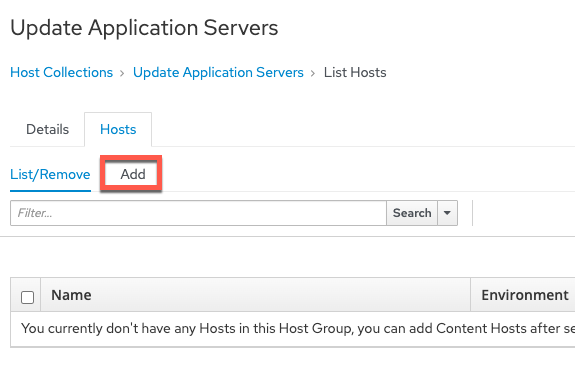 Update Application Servers
Host Collections › Update Application Servers › List Hosts
Details Hosts
List/Remove Add
Filter... Search
Name Environment
You currently don't have any Hosts in this Host Group, you can add Content Hosts after se